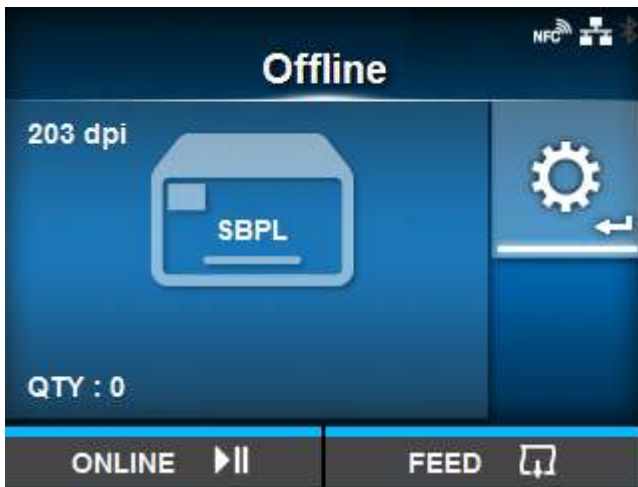 NFC
Offline
203 dpi
SBPL
QTY : 0
ONLINE
FEED